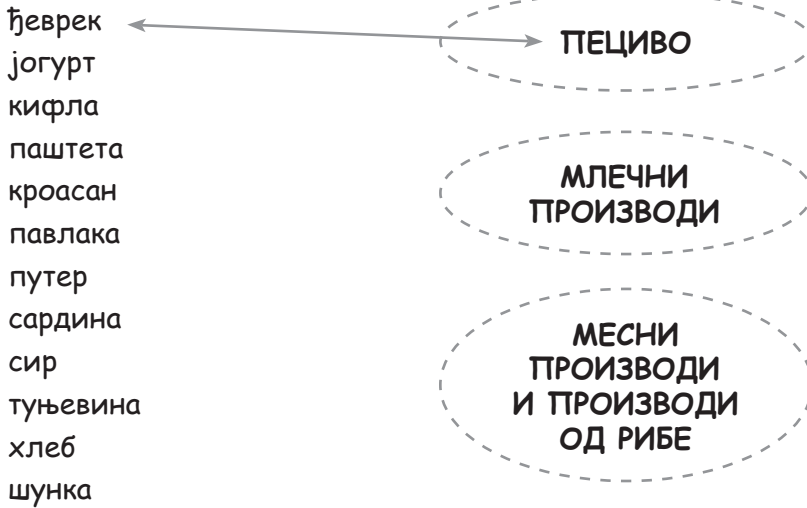 ђеврек
јогурт
кифла
паштета
кроасан
павлака
путер
сардина
сир
туњевина
хлеб
шунка
ПЕЦИВО
МЛЕЧНИ
ПРОИЗВОДИ
МЕСНИ
ПРОИЗВОДИ
И ПРОИЗВОДИ
ОД РИБЕ